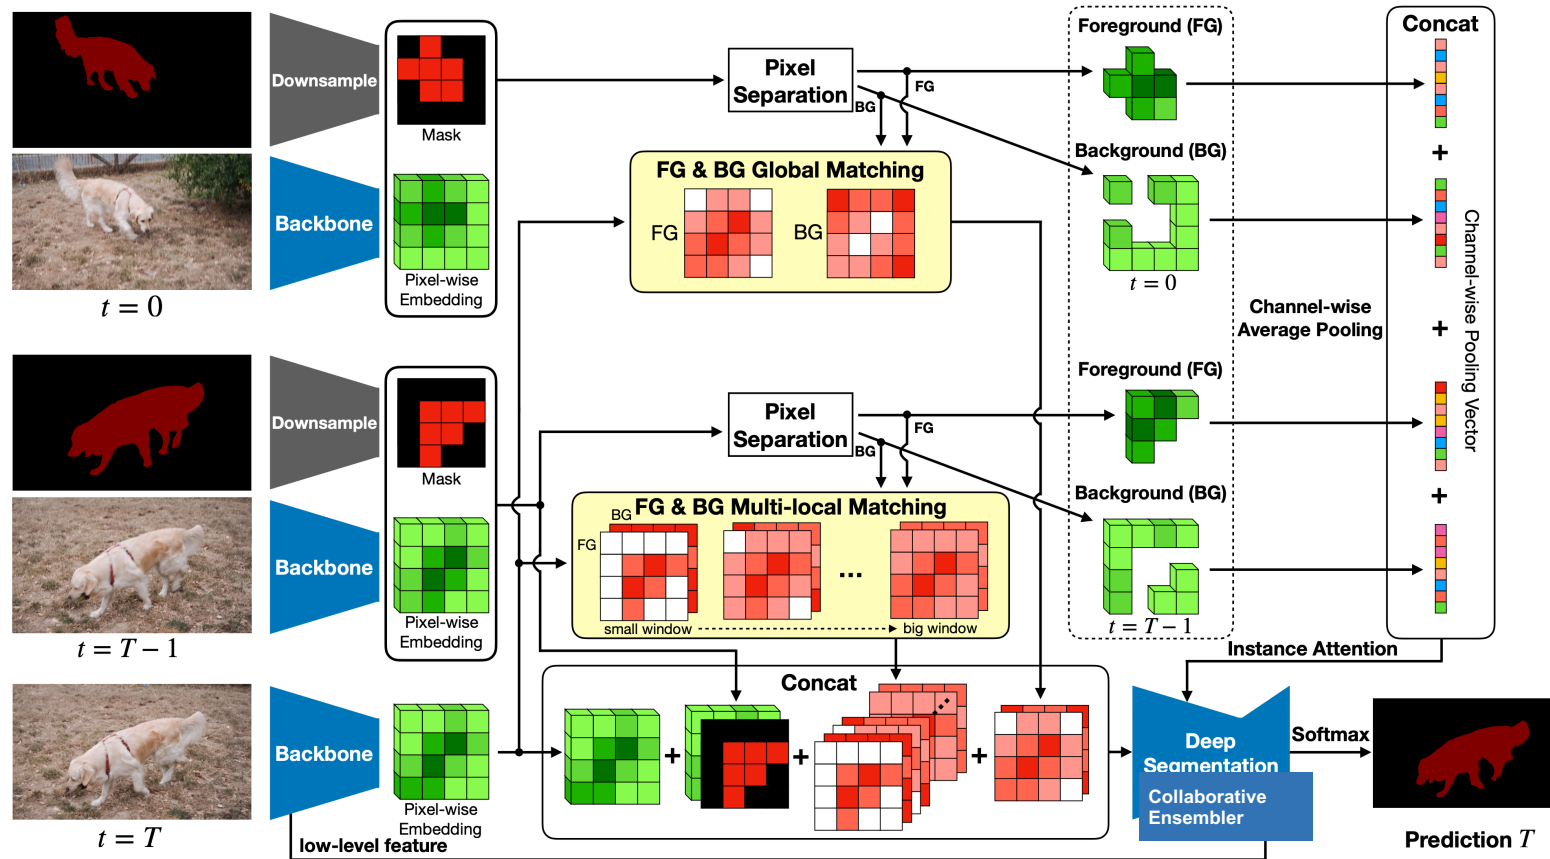 Downsample
Mask
Backbone
Pixel-wise
Embedding
t = 0
Pixel
Separation
FG
BG
FG & BG Global Matching
FG
BG
Foreground (FG)
Background (BG)
t = 0
Concat
+
+
+
Channel-wise Pooling Vector
Channel-wise
Average Pooling
Downsample
Mask
Backbone
Pixel-wise
Embedding
t = T − 1
Pixel
Separation
FG
BG
FG & BG Multi-local Matching
BG
FG
...
small window
big window
Foreground (FG)
Background (BG)
t = T − 1
Instance Attention
Backbone
Pixel-wise
Embedding
t = T
low-level feature
Concat
+
+
+
Deep
Segmentation
Collaborative
Ensembler
Softmax
Prediction T